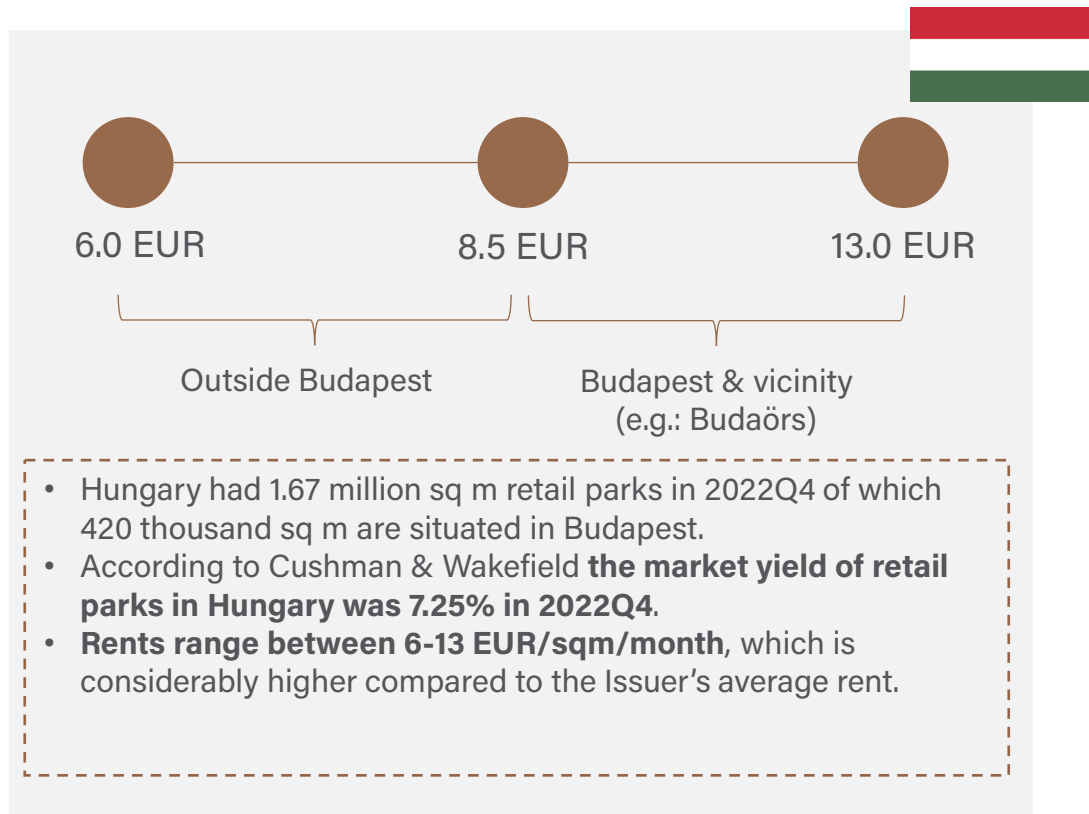 6.0 EUR
8.5 EUR
13.0 EUR
Outside Budapest
Budapest & vicinity
(e.g.: Budaörs)
• Hungary had 1.67 million sq m retail parks in 2022Q4 of which
420 thousand sq m are situated in Budapest.
• According to Cushman & Wakefield the market yield of retail
parks in Hungary was 7.25% in 2022Q4.
• Rents range between 6-13 EUR/sqm/month, which is
considerably higher compared to the Issuer's average rent.